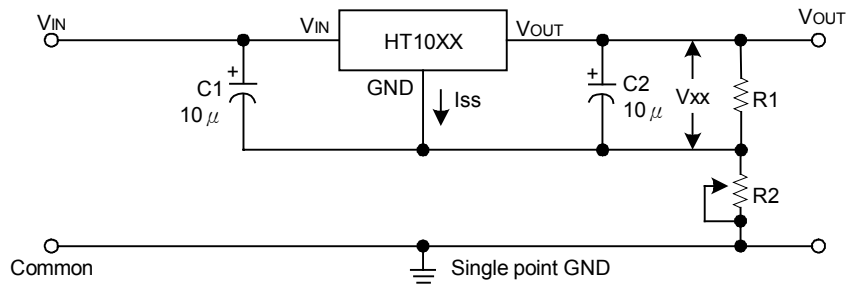 VIN
VIN
HT10XX
VOUT
VOUT
GND
Iss
C1
10 μ
C2
10 μ
Vxx
R1
R2
Common
Single point GND